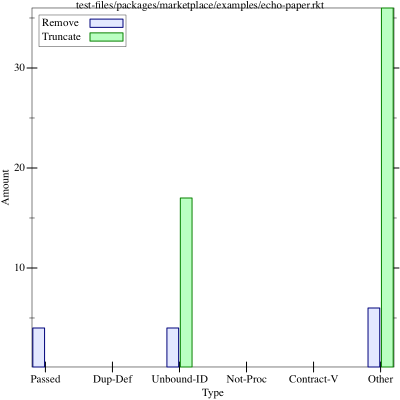 test-files/packages/marketplace/examples/echo-paper.rkt
Remove
Truncate
30
20
10
Amount
Passed Dup-Def Unbound-ID Not-Proc Contract-V Other
Type